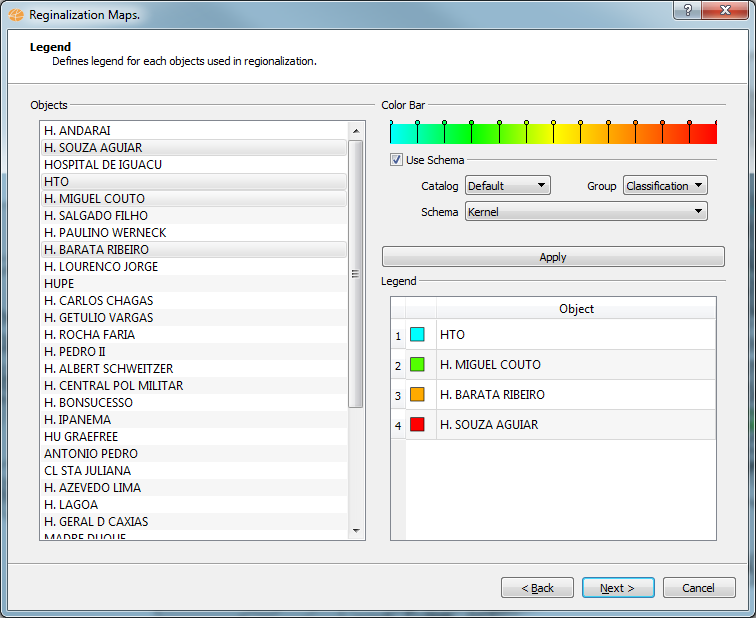 Reginalization Maps.
?
Legend
Defines legend for each objects used in regionalization.
Objects
H. ANDARAI
H. SOUZA AGUIAR
HOSPITAL DE IGUACU
HTO
H. MIGUEL COUTO
H. SALGADO FILHO
H. PAULINO WERNECK
H. BARATA RIBEIRO
H. LOURENCO JORGE
HUPE
H. CARLOS CHAGAS
H. GETULIO VARGAS
H. ROCHA FARIA
H. PEDRO II
H. ALBERT SCHWEITZER
H. CENTRAL POL MILITAR
H. BONSUCESSO
H. IPANEMA
HU GRAEFREE
ANTONIO PEDRO
CL STA JULIANA
H. AZEVEDO LIMA
H. LAGOA
H. GERAL D CAXIAS
MADRE DUQUE
Color Bar
Use Schema
Catalog Default Group Classification
Schema Kernel
Apply
Legend
Object
1 HTO
2 H. MIGUEL COUTO
3 H. BARATA RIBEIRO
4 H. SOUZA AGUIAR
< Back Next > Cancel